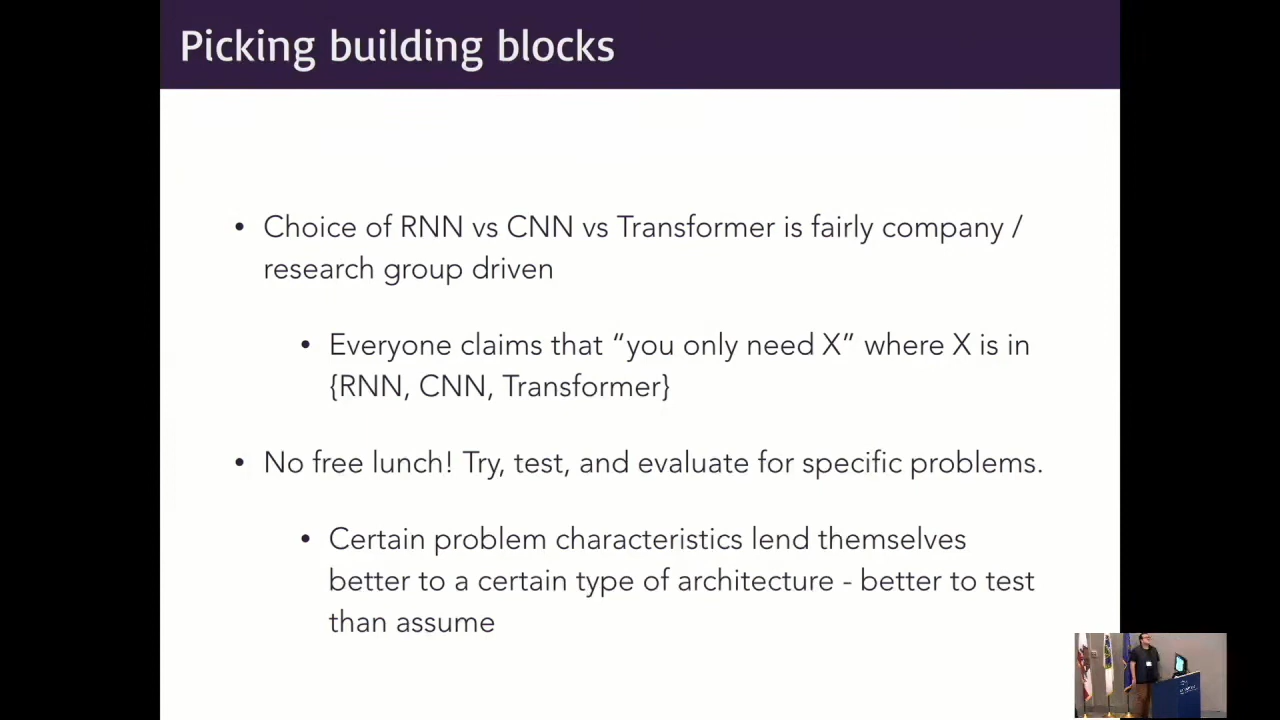 Picking building blocks
• Choice of RNN vs CNN vs Transformer is fairly company /
research group driven
• Everyone claims that “you only need X” where X is in
{RNN, CNN, Transformer}
• No free lunch! Try, test, and evaluate for specific problems.
• Certain problem characteristics lend themselves
better to a certain type of architecture - better to test
than assume